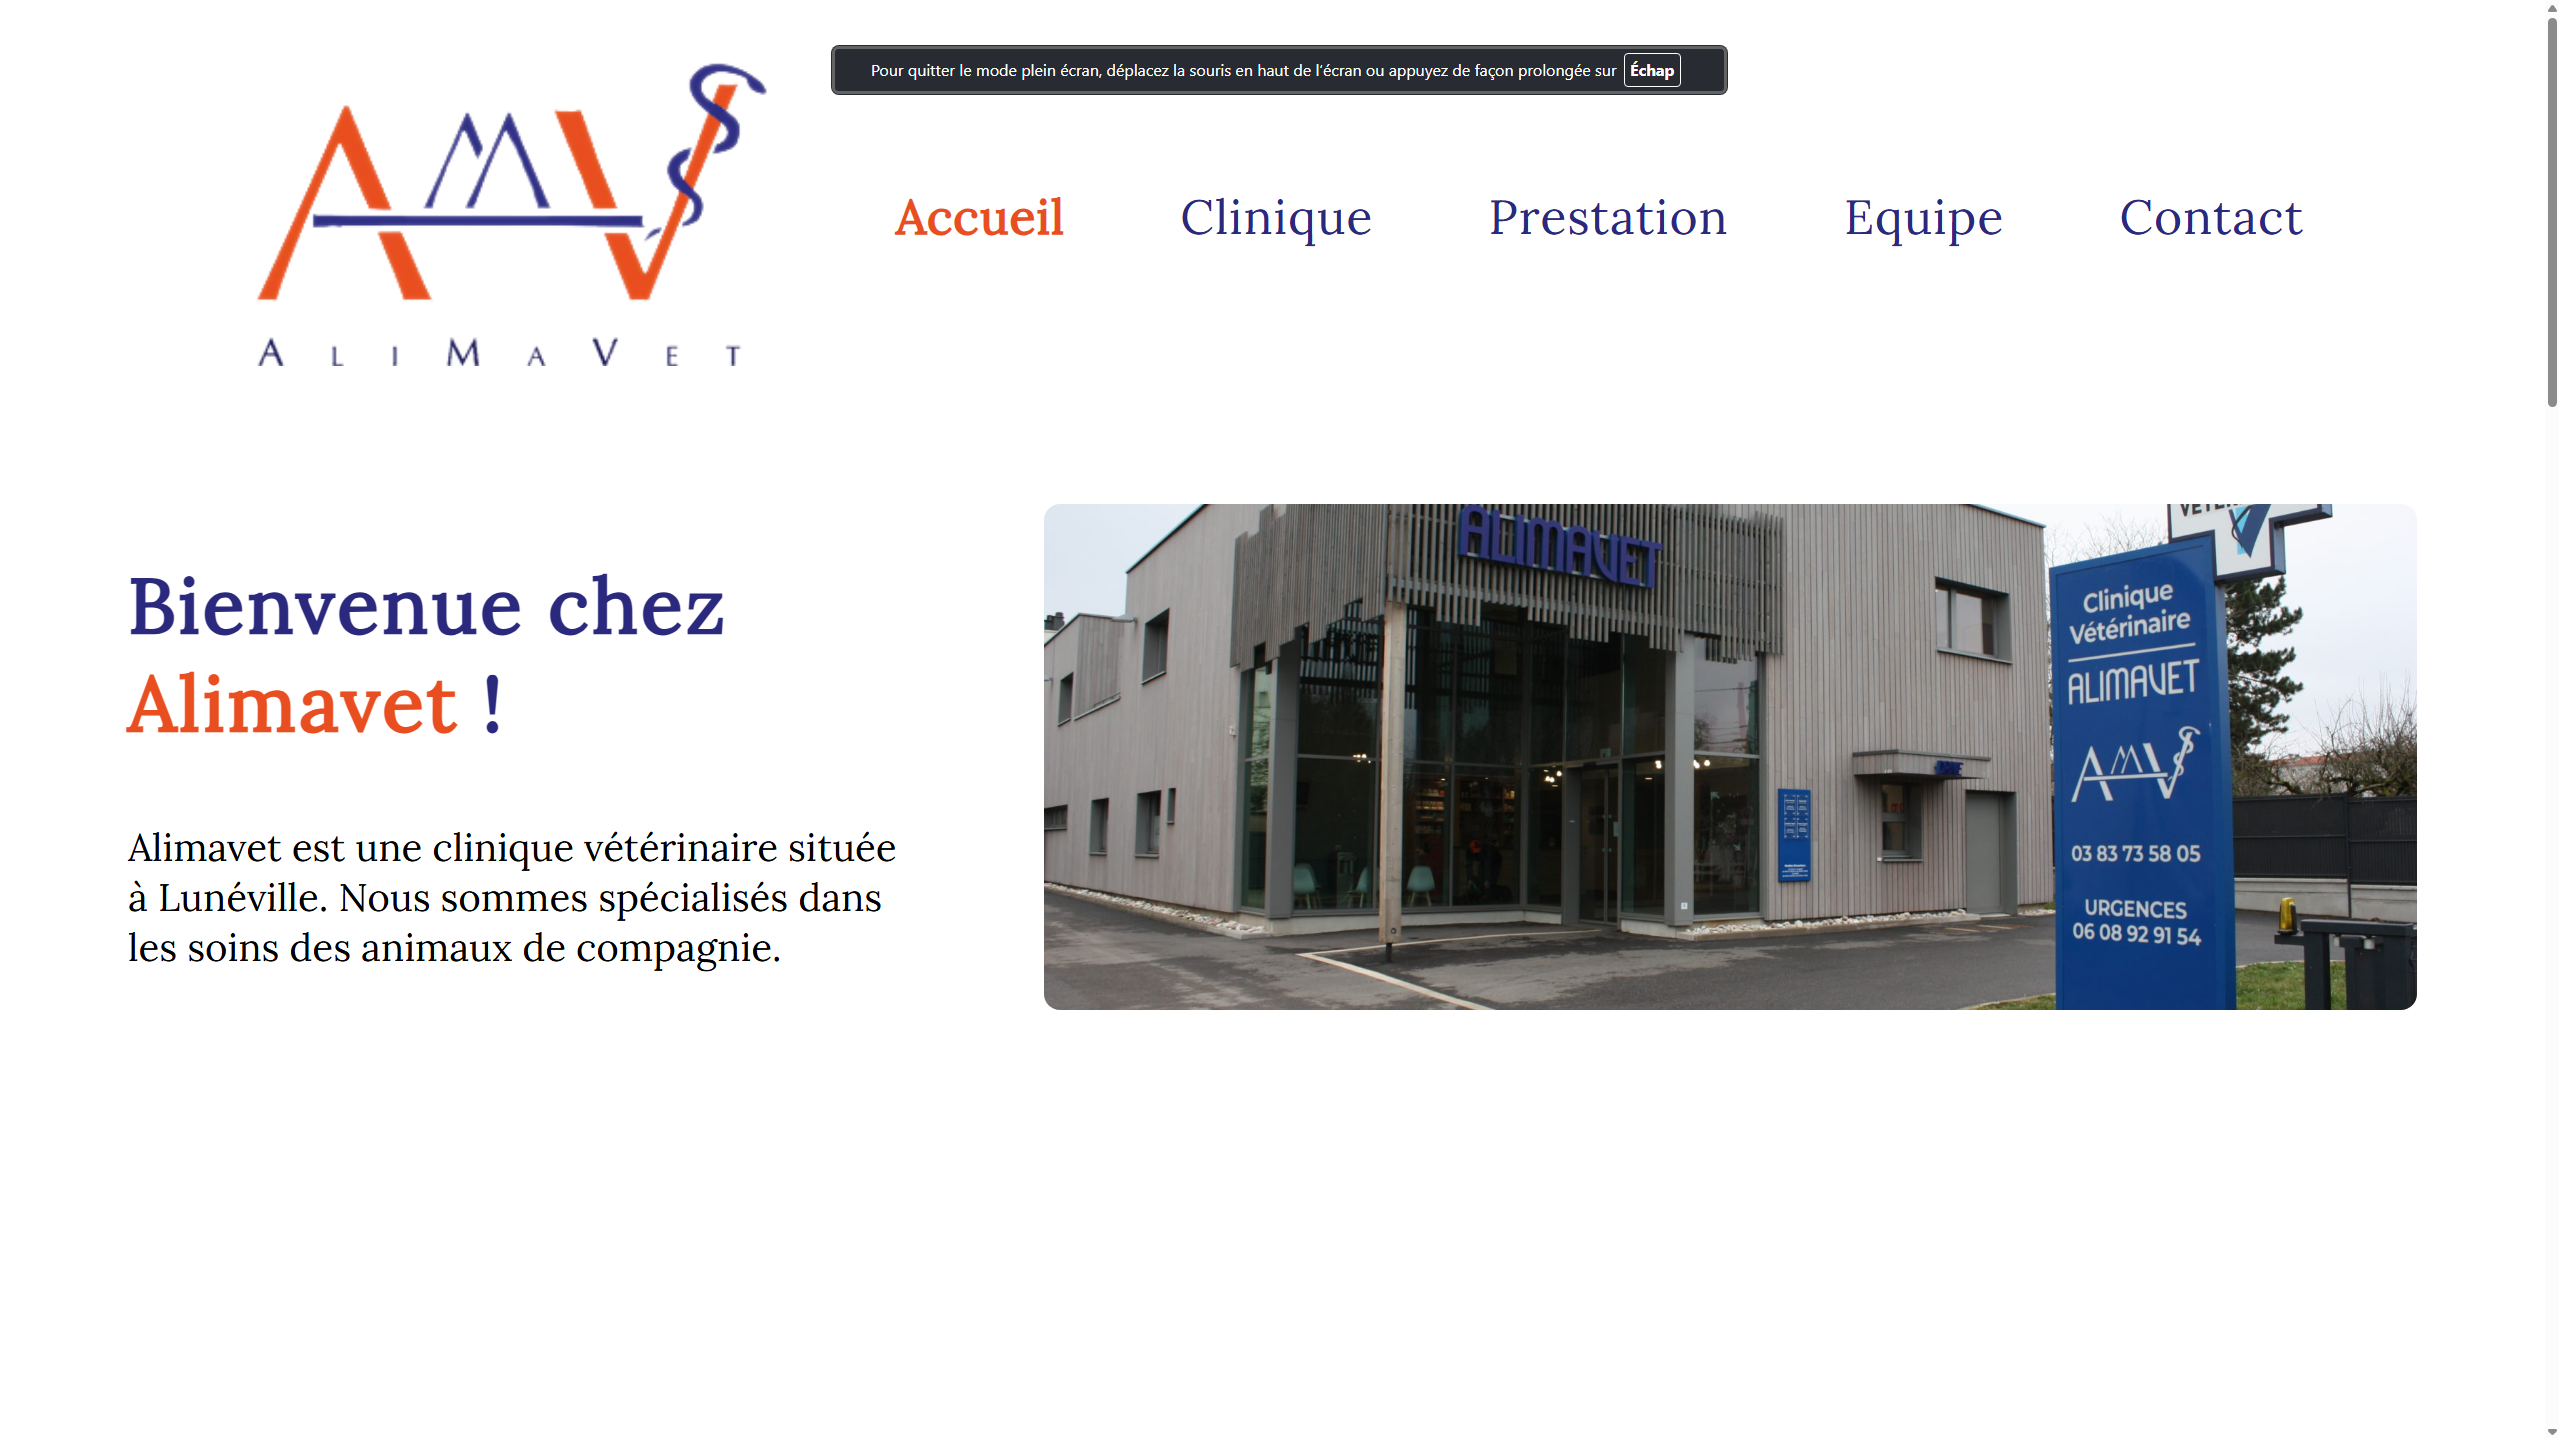 Pour quitter le mode plein écran, déplacez la souris en haut de l'écran ou appuyez de façon prolongée sur Échap
AMV
ALIMAVET
Accueil
Clinique
Prestation
Equipe
Contact
Bienvenue chez
Alimavet !
Alimavet est une clinique vétérinaire située
à Lunéville. Nous sommes spécialisés dans
les soins des animaux de compagnie.
ALIMAVET
Clinique
Vétérinaire
ALIMAVET
AMV
03 83 73 58 05
URGENCES
06 08 92 91 54